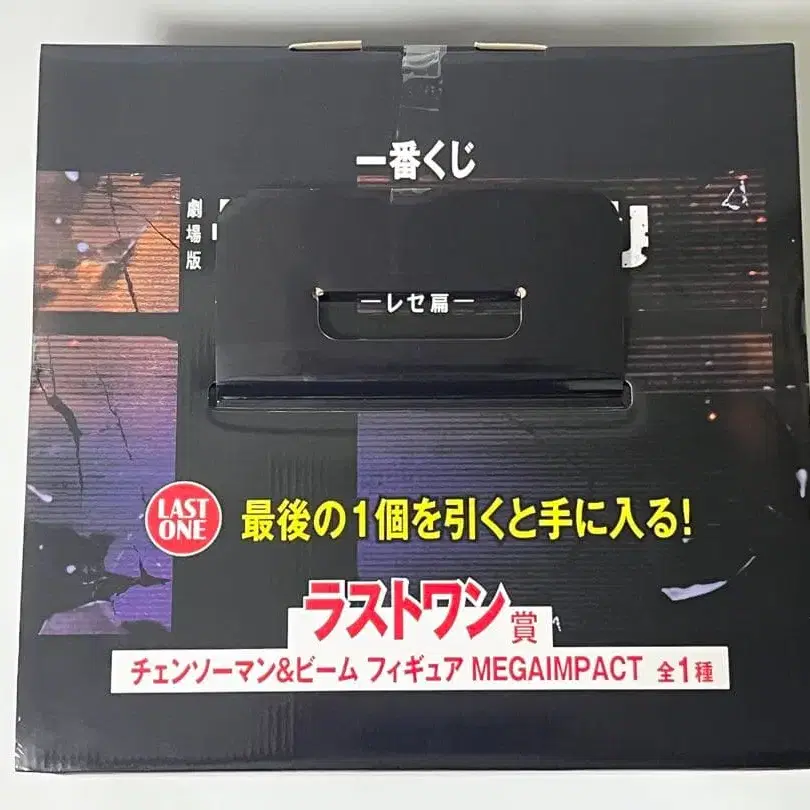 一番くじ
劇場版
レゼ篇
LAST ONE
最後の1個を引くと手に入る!
ラストワン賞
チェンソーマン&ビーム フィギュア MEGAIMPACT 全1種